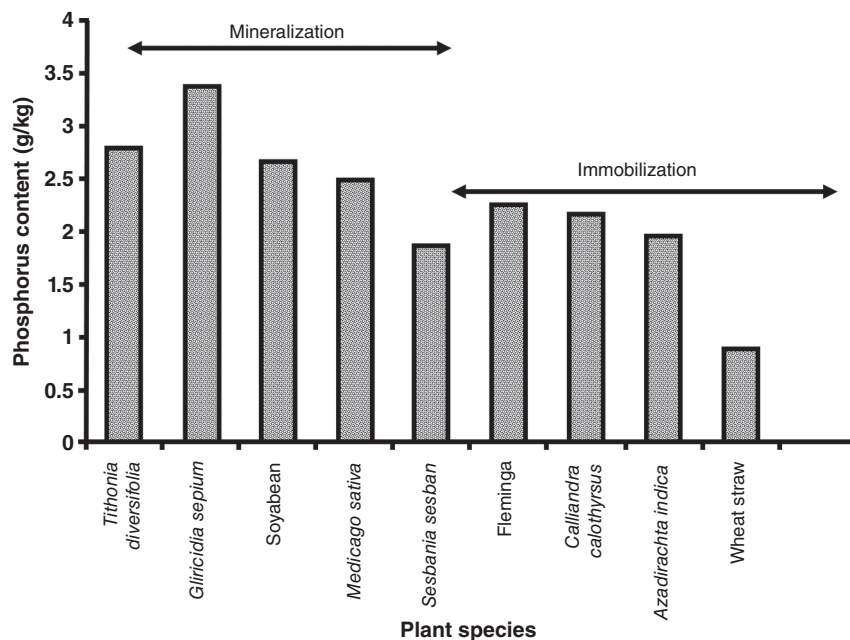 Phosphorus content (g/kg)
4
3.5
3
2.5
2
1.5
1
0.5
0
Mineralization
Immobilization
Tithonia
diversifolia
Gliricidia sepium
Soyabean
Medicago sativa
Sesbania sesban
Fleminga
Calliandra
calothyrsus
Azadirachta indica
Wheat straw
Plant species